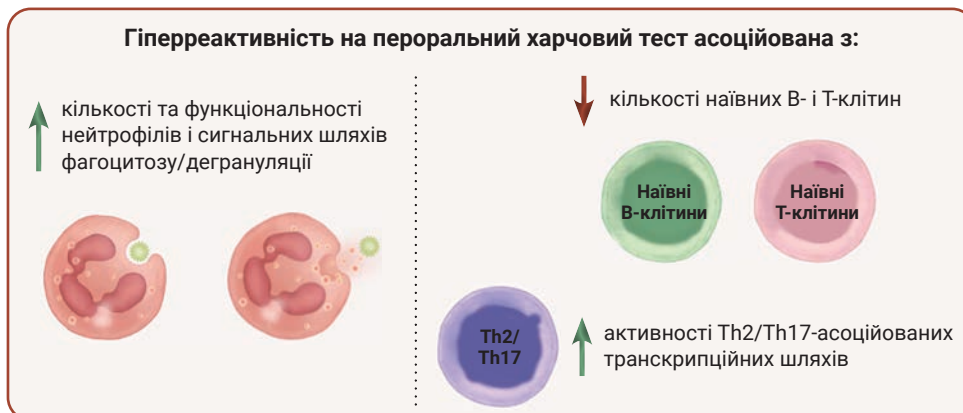 Гіперреактивність на пероральний харчовий тест асоційована з:
кількості та функціональності
нейтрофілів і сигнальних шляхів
фагоцитозу/дегрануляції
кількості наївних В- і Т-клітин
Наївні
В-клітини
Наївні
Т-клітини
Th2/
Th17
активності Th2/Th17-асоційованих
транскрипційних шляхів